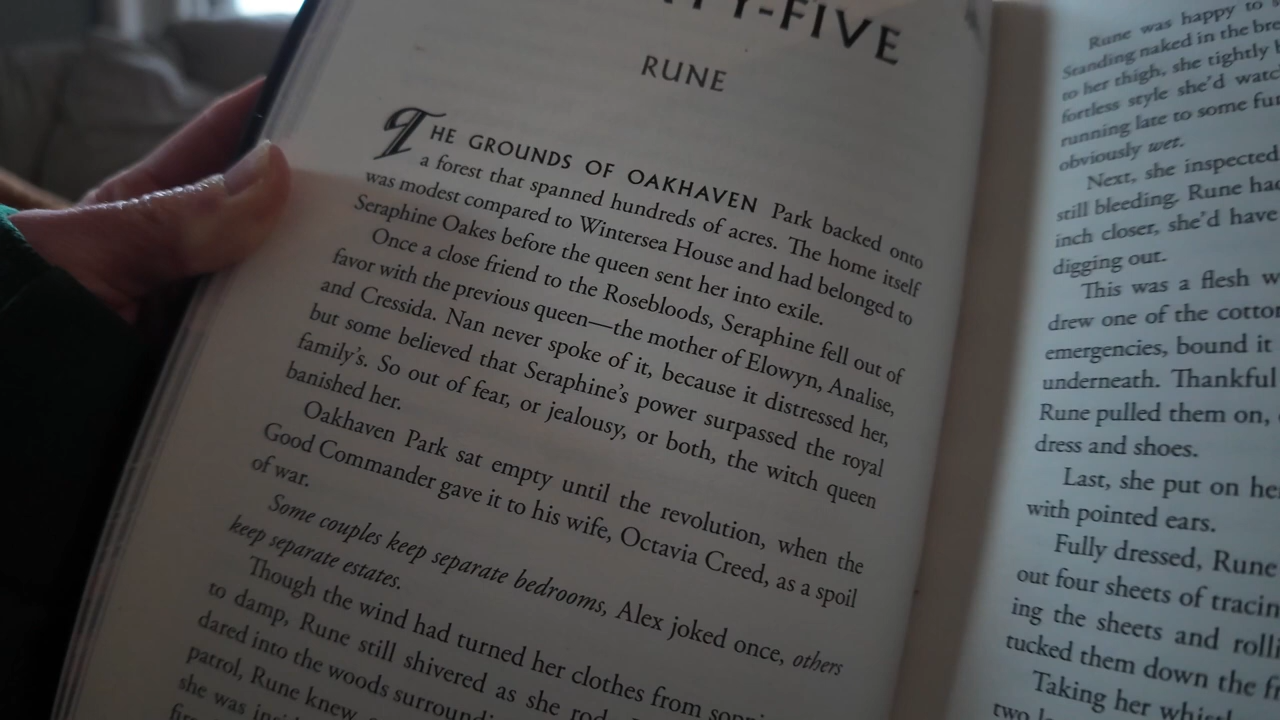 TY-FIVE
RUNE
THE GROUNDS OF OAKHAVEN Park backed onto
a forest that spanned hundreds of acres. The home itself
was modest compared to Wintersea House and had belonged to
Seraphine Oakes before the queen sent her into exile.
Once a close friend to the Rosebloods, Seraphine fell out of
favor with the previous queen—the mother of Elowyn, Analise,
and Cressida. Nan never spoke of it, because it distressed her,
but some believed that Seraphine's power surpassed the royal
family's. So out of fear, or jealousy, or both, the witch queen
banished her.
Oakhaven Park sat empty until the revolution, when the
Good Commander gave it to his wife, Octavia Creed, as a spoil
of war.
Some couples keep separate bedrooms, Alex joked once, others
keep separate estates.
Though the wind had turned her clothes from
to damp, Rune still shivered as she
dared into the woods
patrol, Rune knew
she was
Rune was happy to
Standing naked in the
to her thigh, she tightly
fortless style she'd
running late to some
obviously wet.
Next, she inspected
still bleeding. Rune
inch closer, she'd have
digging out.
This was a flesh
drew one of the
emergencies, bound it
underneath. Thankful
Rune pulled them on,
dress and shoes.
Last, she put on
with pointed ears.
Fully dressed, Rune
out four sheets of
ing the sheets and
tucked them down the
Taking her
two